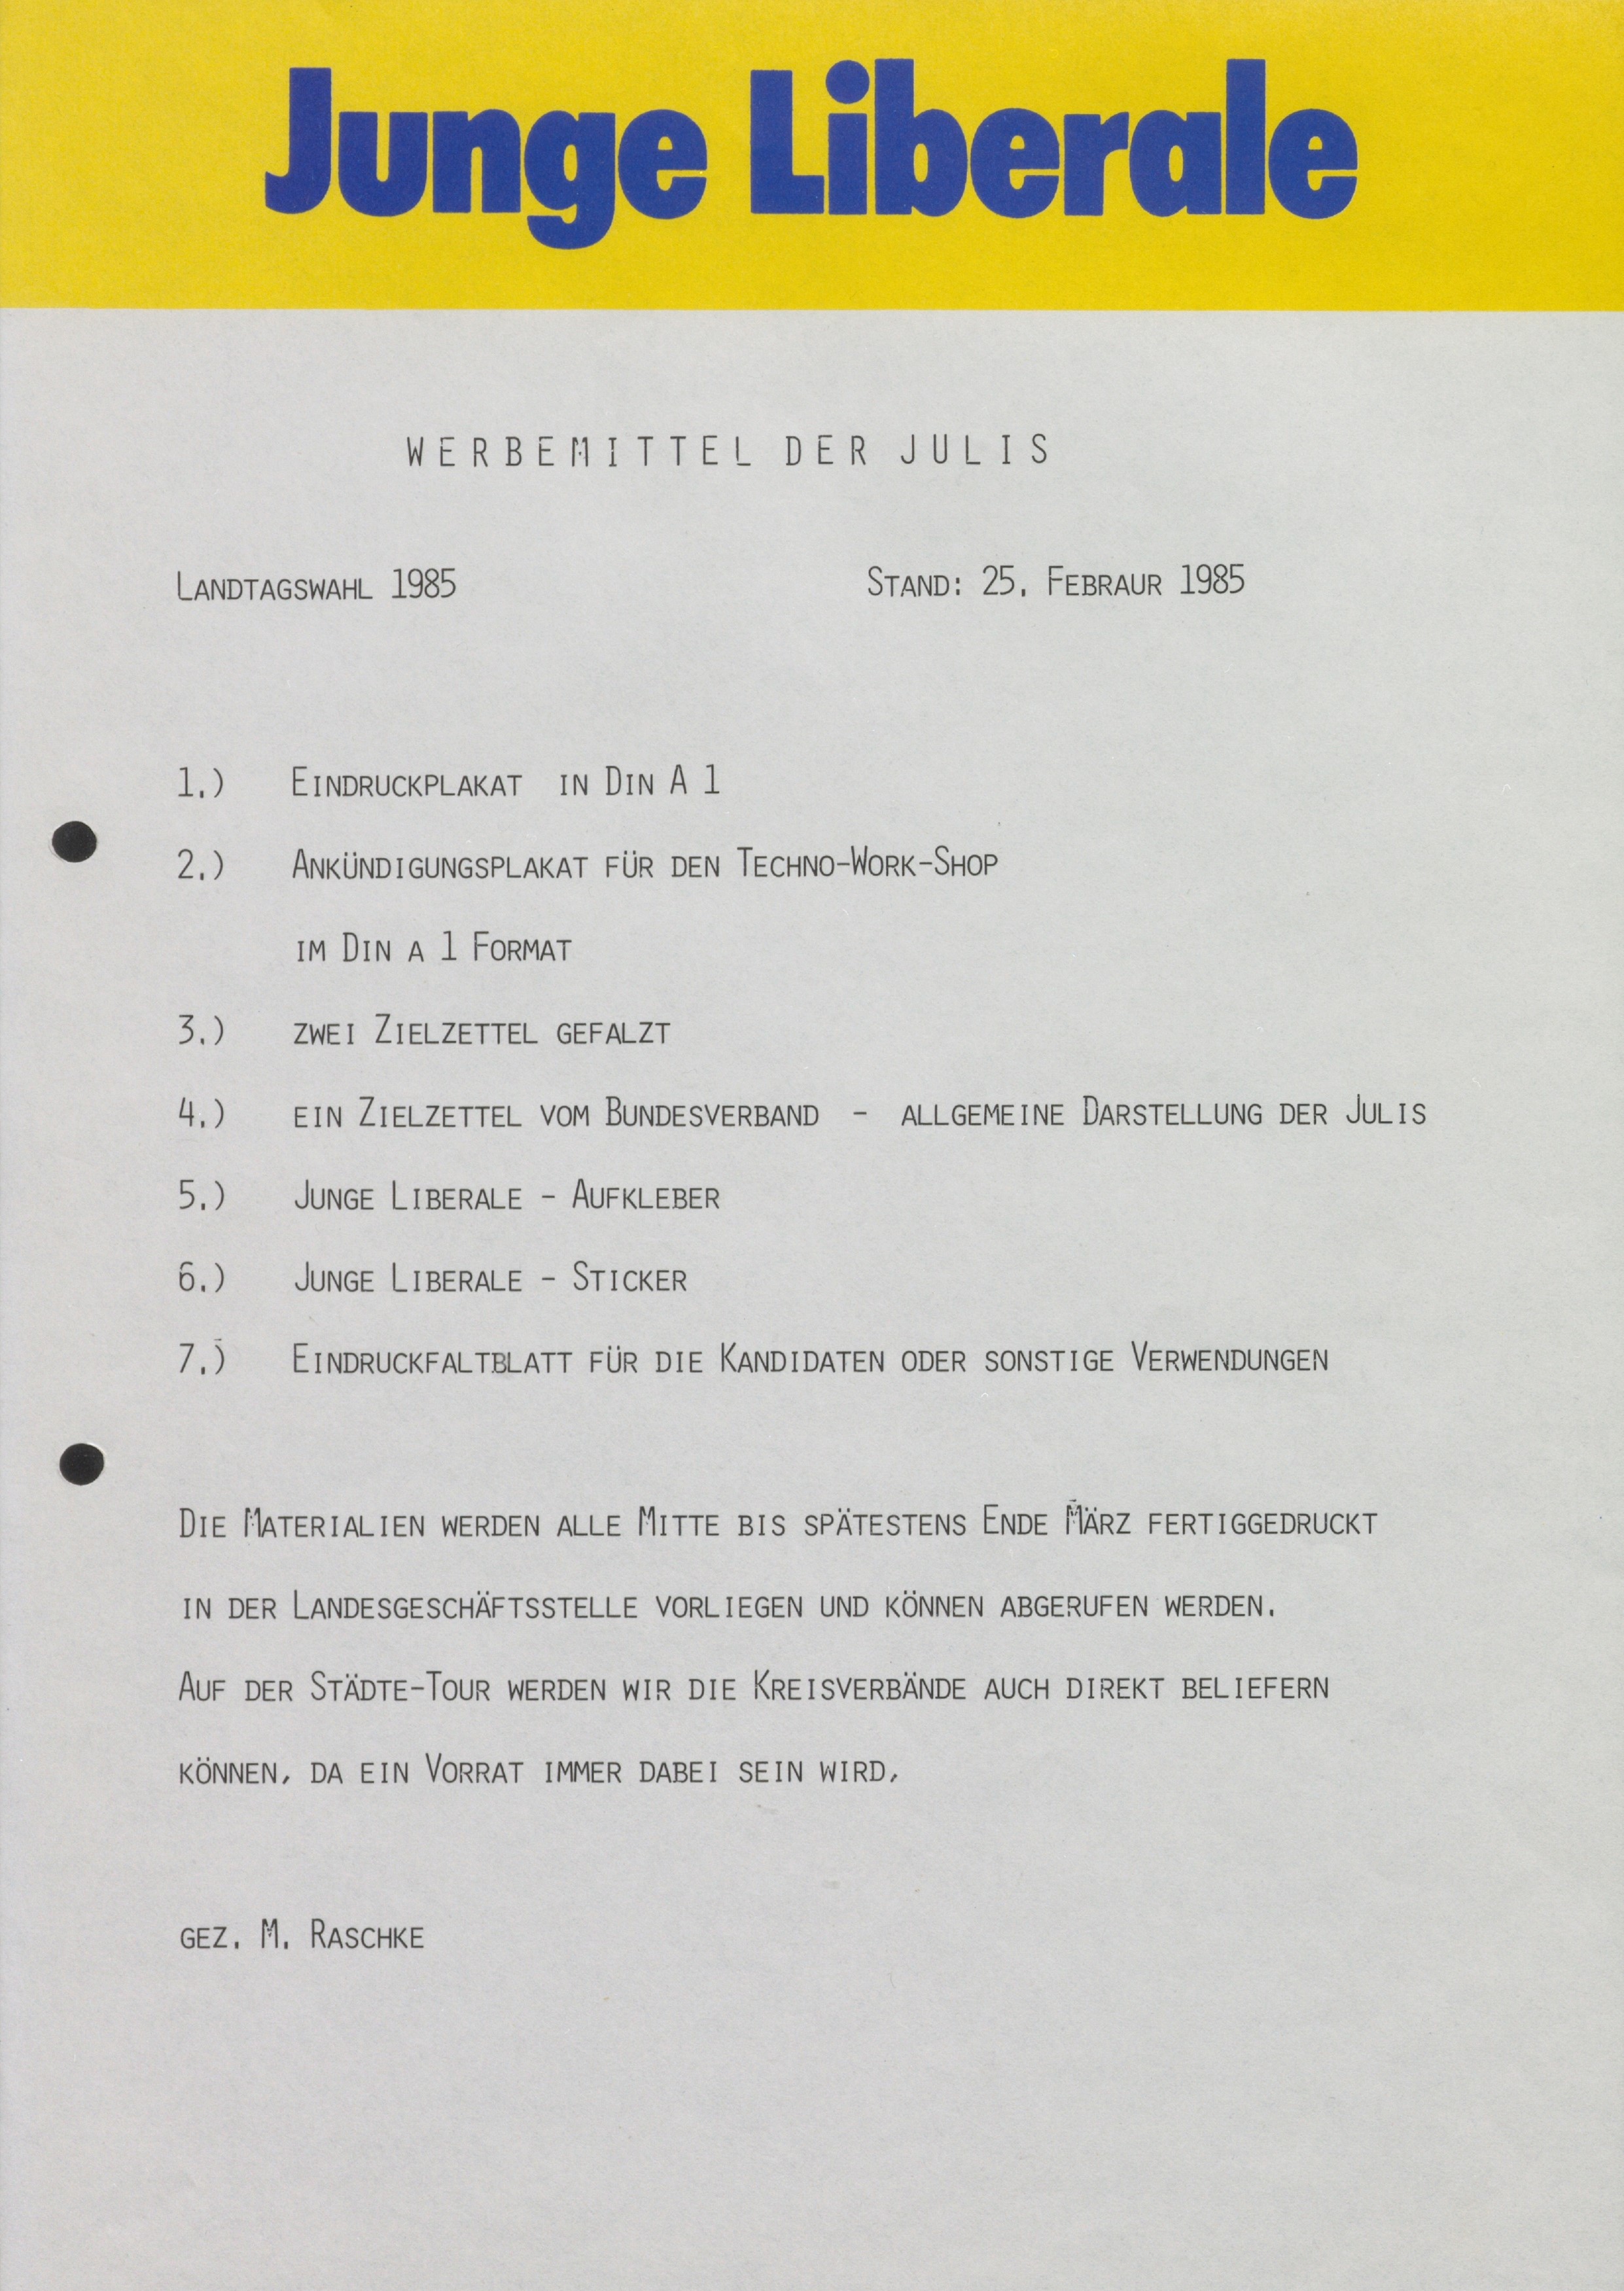 Junge Liberale
WERBEMITTEL DER JULIS
LANDTAGSWAHL 1985 STAND: 25. FEBRAUR 1985
1.) EINDRUCKPLAKAT IN DIN A 1
2.) ANKÜNDIGUNGSPLAKAT FÜR DEN TECHNO-WORK-SHOP
IM DIN A 1 FORMAT
3.) ZWEI ZIELZETTEL GEFALZT
4.) EIN ZIELZETTEL VOM BUNDESVERBAND - ALLGEMEINE DARSTELLUNG DER JULIS
5.) JUNGE LIBERALE - AUFKLEBER
6.) JUNGE LIBERALE - STICKER
7.) EINDRUCKFALTBLATT FÜR DIE KANDIDATEN ODER SONSTIGE VERWENDUNGEN
DIE MATERIALIEN WERDEN ALLE MITTE BIS SPÄTESTENS ENDE MÄRZ FERTIGGEDRUCKT
IN DER LANDESGESCHÄFTSSTELLE VORLIEGEN UND KÖNNEN ABGERUFEN WERDEN.
AUF DER STÄDTE-TOUR WERDEN WIR DIE KREISVERBÄNDE AUCH DIREKT BELIEFERN
KÖNNEN, DA EIN VORRAT IMMER DABEI SEIN WIRD,
GEZ. M. RASCHKE